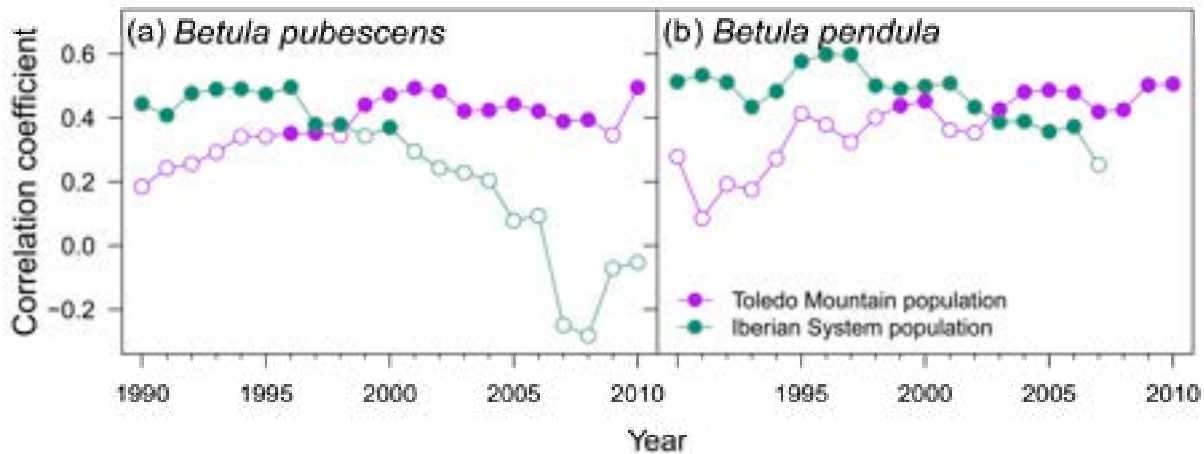 (a) Betula pubescens
(b) Betula pendula
Correlation coefficient
0.6
0.4
0.2
0.0
−0.2
Toledo Mountain population
Iberian System population
1990 1995 2000 2005 2010
1995 2000 2005 2010
Year